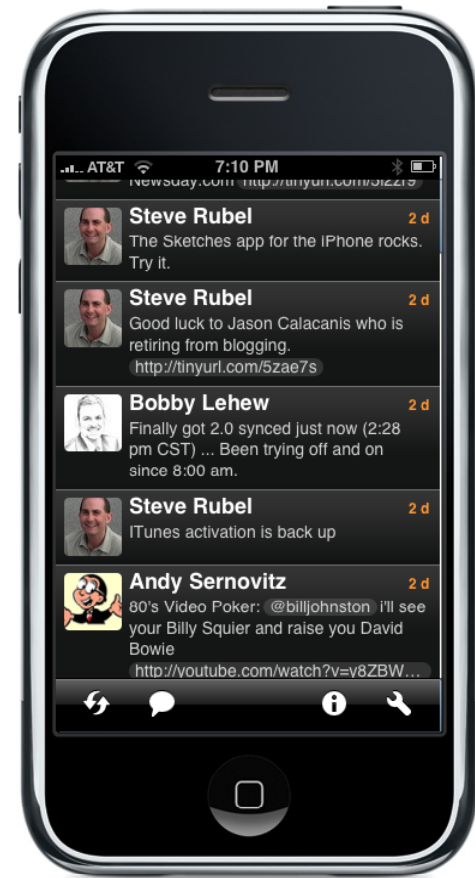 AT&T 7:10 PM
Newsday.com http://tinyurl.com/5l2zr9
Steve Rubel 2 d
The Sketches app for the iPhone rocks.
Try it.
Steve Rubel 2 d
Good luck to Jason Calacanis who is
retiring from blogging.
http://tinyurl.com/5zae7s
Bobby Lehew 2 d
Finally got 2.0 synced just now (2:28
pm CST) ... Been trying off and on
since 8:00 am.
Steve Rubel 2 d
ITunes activation is back up
Andy Sernovitz 2 d
80's Video Poker: @billjohnston i'll see
your Billy Squier and raise you David
Bowie
http://youtube.com/watch?v=y8ZBW...